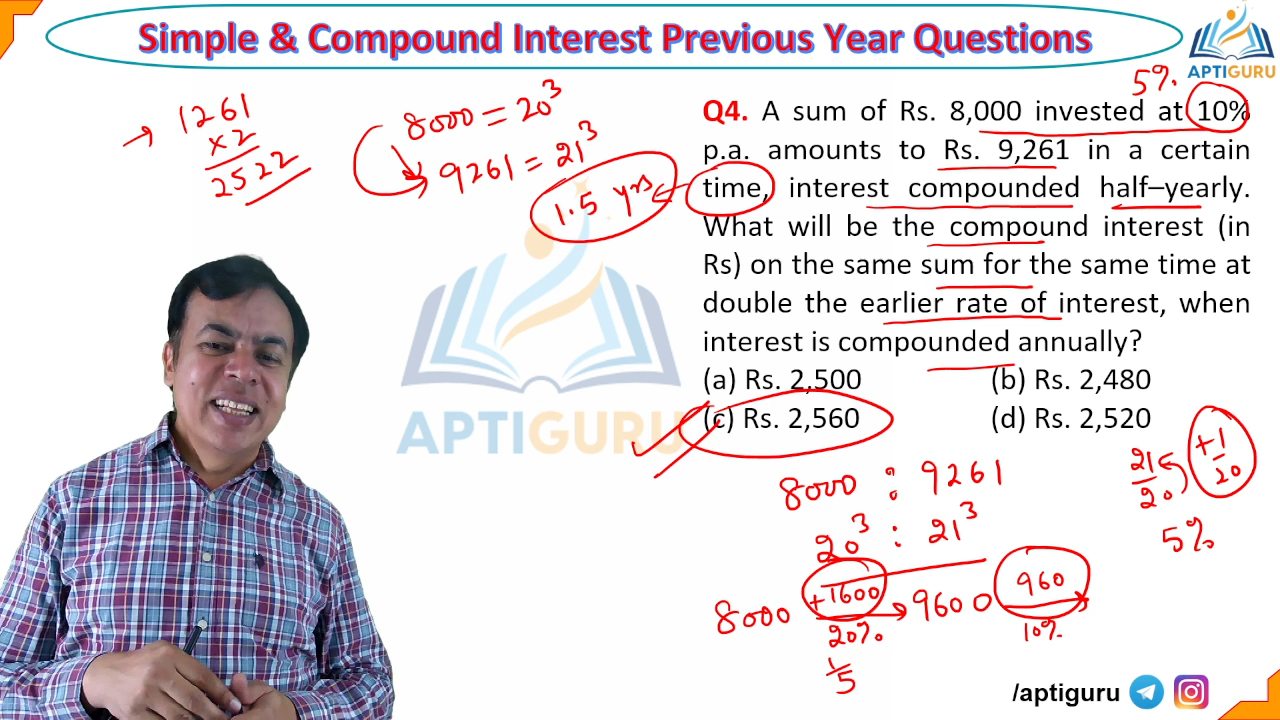 Simple & Compound Interest Previous Year Questions
APTIGURU
5%
Q4. A sum of Rs. 8,000 invested at 10%
p.a. amounts to Rs. 9,261 in a certain
time, interest compounded half–yearly.
What will be the compound interest (in
Rs) on the same sum for the same time at
double the earlier rate of interest, when
interest is compounded annually?
(a) Rs. 2,500 (b) Rs. 2,480
(c) Rs. 2,560 (d) Rs. 2,520
→ 1261
×2
2522
8000 = 20³
9261 = 21³
1.5 yrs
APTIGURU
8000 : 9261
20³ : 21³
8000 +1600 → 9600 960
20% 10%
1/5
21/20 +1/20
5%
/aptiguru